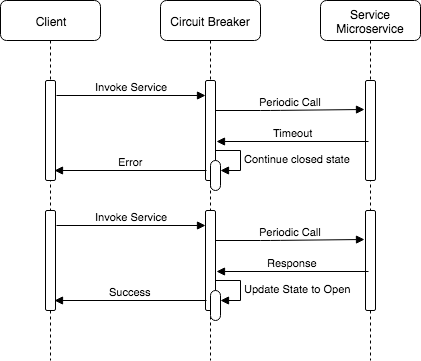 Client
Circuit Breaker
Service
Microservice
Invoke Service
Periodic Call
Timeout
Continue closed state
Error
Invoke Service
Periodic Call
Response
Update State to Open
Success